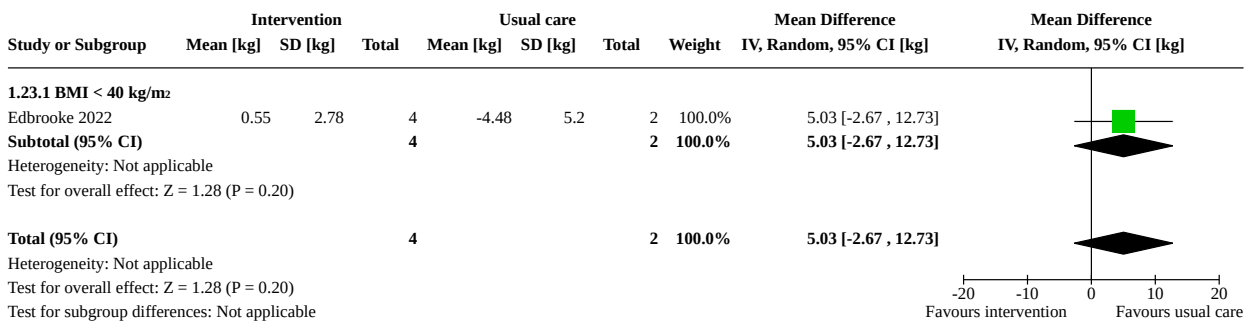 Intervention Usual care Mean Difference Mean Difference
Study or Subgroup Mean [kg] SD [kg] Total Mean [kg] SD [kg] Total Weight IV, Random, 95% CI [kg] IV, Random, 95% CI [kg]
1.23.1 BMI < 40 kg/m2
Edbrooke 2022 0.55 2.78 4 -4.48 5.2 2 100.0% 5.03 [-2.67 , 12.73]
Subtotal (95% CI) 4 2 100.0% 5.03 [-2.67 , 12.73]
Heterogeneity: Not applicable
Test for overall effect: Z = 1.28 (P = 0.20)
Total (95% CI) 4 2 100.0% 5.03 [-2.67 , 12.73]
Heterogeneity: Not applicable
Test for overall effect: Z = 1.28 (P = 0.20) -20 -10 0 10 20
Test for subgroup differences: Not applicable Favours intervention Favours usual care